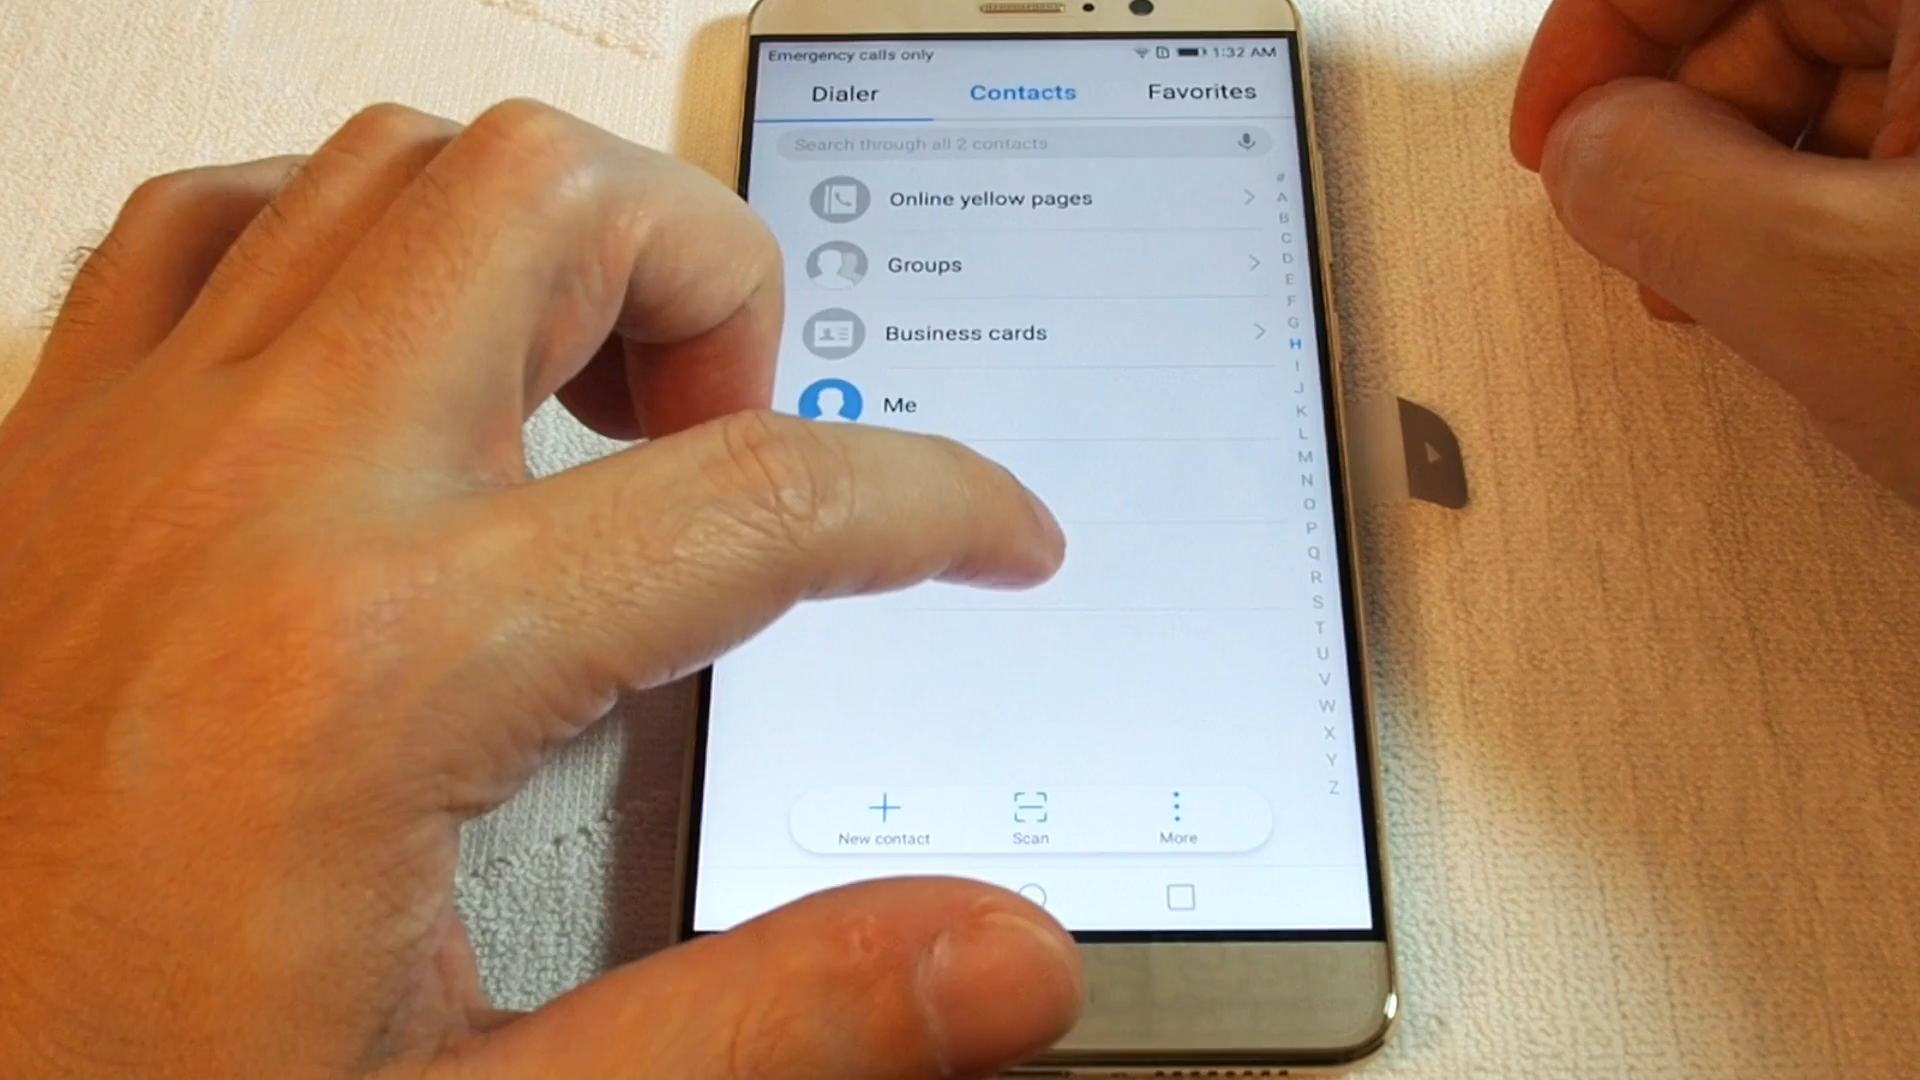 Emergency calls only 1:32 AM
Dialer Contacts Favorites
Search through all 2 contacts
Online yellow pages
Groups
Business cards
Me
New contact Scan More
#
A
B
C
D
E
F
G
H
I
J
K
L
M
N
O
P
Q
R
S
T
U
V
W
X
Y
Z